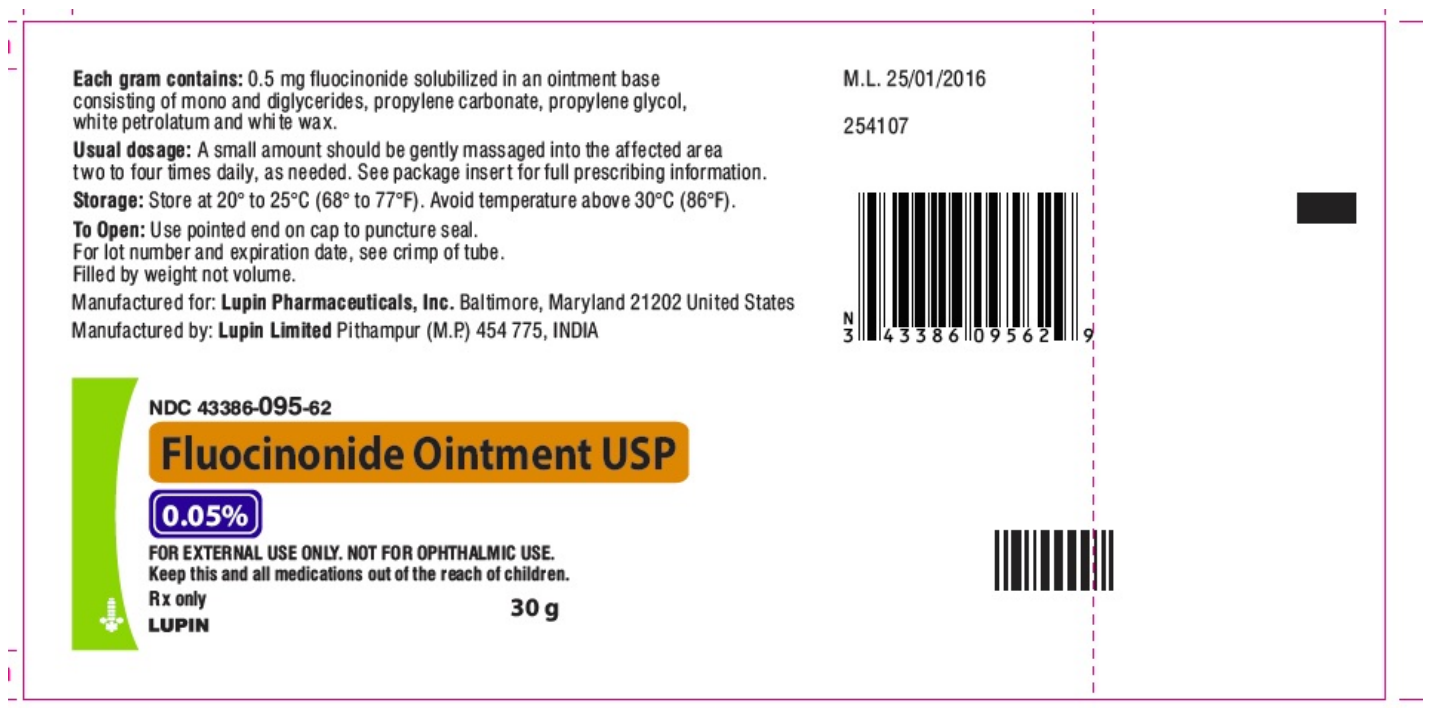 Each gram contains: 0.5 mg fluocinonide solubilized in an ointment base
consisting of mono and diglycerides, propylene carbonate, propylene glycol,
white petrolatum and white wax.
Usual dosage: A small amount should be gently massaged into the affected area
two to four times daily, as needed. See package insert for full prescribing information.
Storage: Store at 20° to 25°C (68° to 77°F). Avoid temperature above 30°C (86°F).
To Open: Use pointed end on cap to puncture seal.
For lot number and expiration date, see crimp of tube.
Filled by weight not volume.
Manufactured for: Lupin Pharmaceuticals, Inc. Baltimore, Maryland 21202 United States
Manufactured by: Lupin Limited Pithampur (M.P.) 454 775, INDIA
M.L. 25/01/2016
254107
N
3 43386 09562 9
NDC 43386-095-62
Fluocinonide Ointment USP
0.05%
FOR EXTERNAL USE ONLY. NOT FOR OPHTHALMIC USE.
Keep this and all medications out of the reach of children.
Rx only
30 g
LUPIN